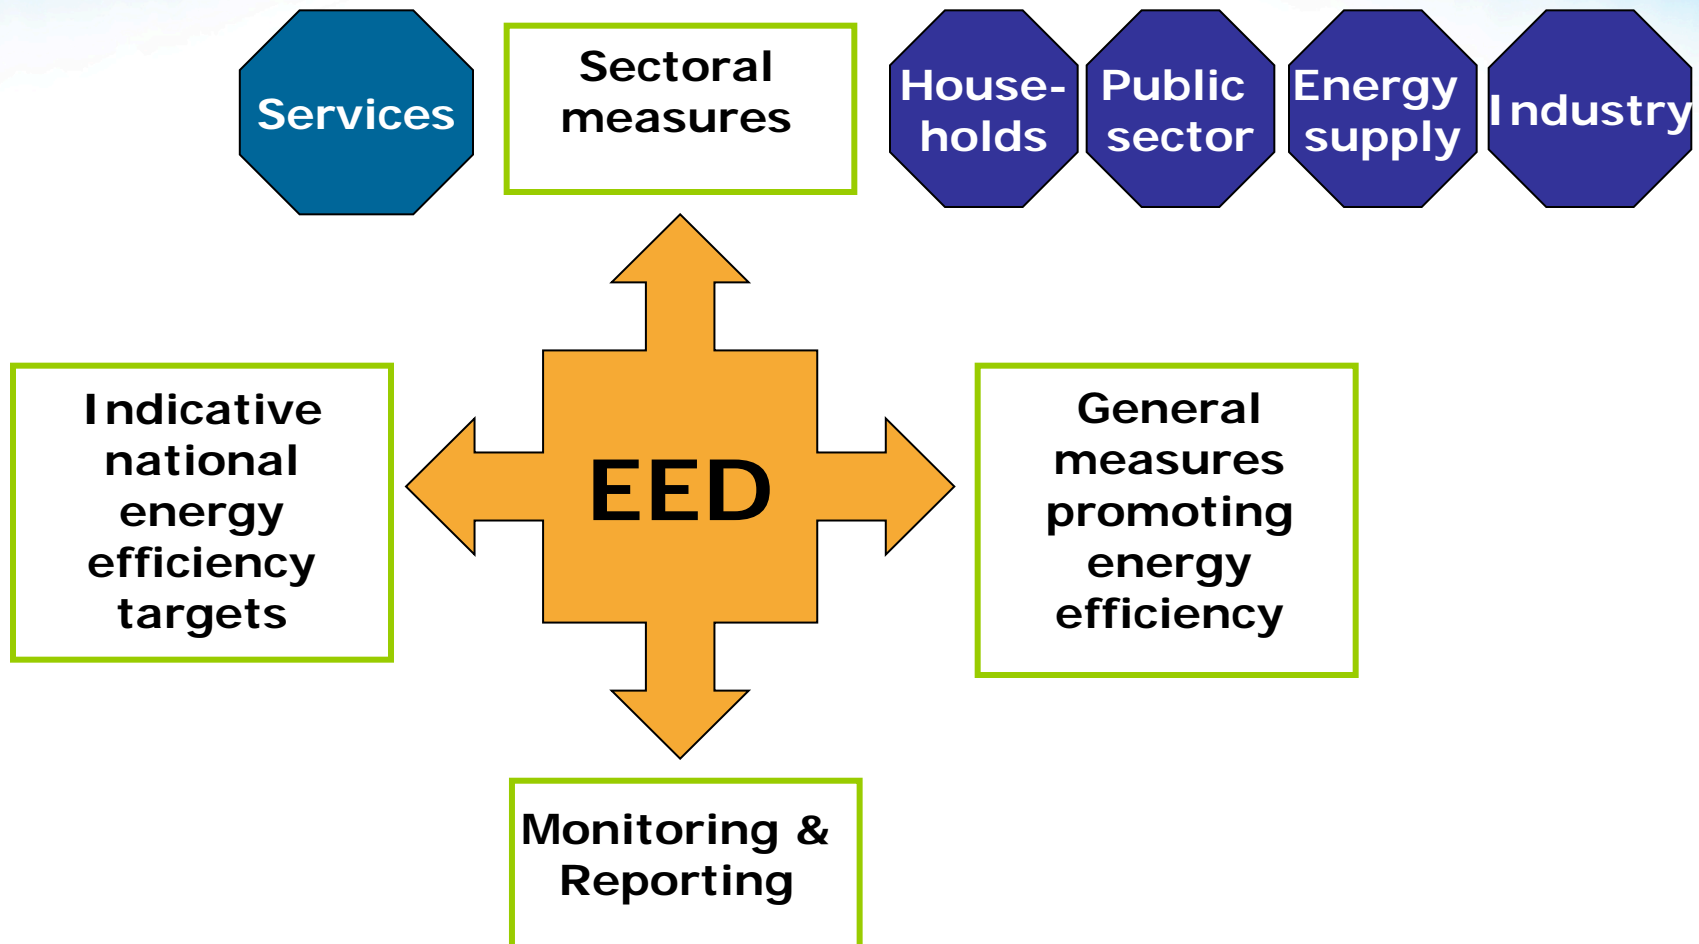 Services
Sectoral
measures
House-
holds
Public
sector
Energy
supply
Industry
Indicative
national
energy
efficiency
targets
EED
General
measures
promoting
energy
efficiency
Monitoring &
Reporting